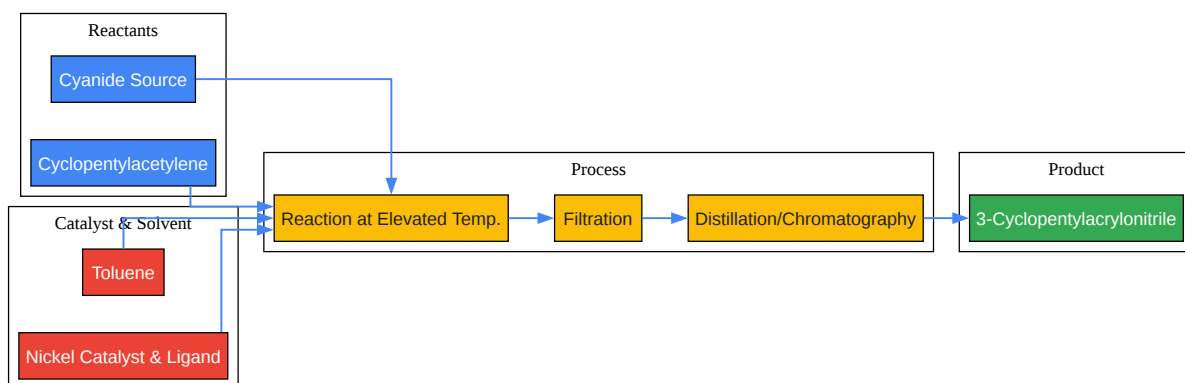 Reactants
Cyanide Source
Cyclopentylacetylene
Catalyst & Solvent
Toluene
Nickel Catalyst & Ligand
Process
Reaction at Elevated Temp.
Filtration
Distillation/Chromatography
Product
3-Cyclopentylacrylonitrile